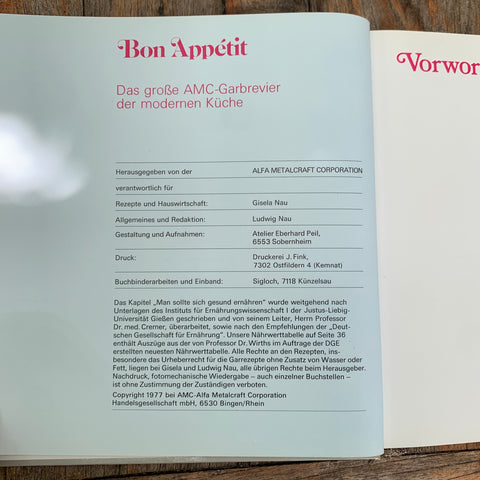 Bon Appétit
Das große AMC-Garbrevier
der modernen Küche
Herausgegeben von der ALFA METALCRAFT CORPORATION
verantwortlich für
Rezepte und Hauswirtschaft: Gisela Nau
Allgemeines und Redaktion: Ludwig Nau
Gestaltung und Aufnahmen: Atelier Eberhard Peil,
6553 Sobernheim
Druck: Druckerei J. Fink,
7302 Ostfildern 4 (Kemnat)
Buchbinderarbeiten und Einband: Sigloch, 7118 Künzelsau
Das Kapitel „Man sollte sich gesund ernähren" wurde weitgehend nach
Unterlagen des Instituts für Ernährungswissenschaft I der Justus-Liebig-
Universität Gießen geschrieben und von seinem Leiter, Herrn Professor
Dr. med. Cremer, überarbeitet, sowie nach den Empfehlungen der „Deut-
schen Gesellschaft für Ernährung". Unsere Nährwerttabelle auf Seite 36
enthält Auszüge aus der von Professor Dr. Wirths im Auftrage der DGE
erstellten neuesten Nährwerttabelle. Alle Rechte an den Rezepten, ins-
besondere das Urheberrecht für die Garrezepte ohne Zusatz von Wasser oder
Fett, liegen bei Gisela und Ludwig Nau, alle übrigen Rechte beim Herausgeber.
Nachdruck, fotomechanische Wiedergabe – auch einzelner Buchstellen –
ist ohne Zustimmung der Zuständigen verboten.
Copyright 1977 bei AMC-Alfa Metalcraft Corporation
Handelsgesellschaft mbH, 6530 Bingen/Rhein
Vorwor